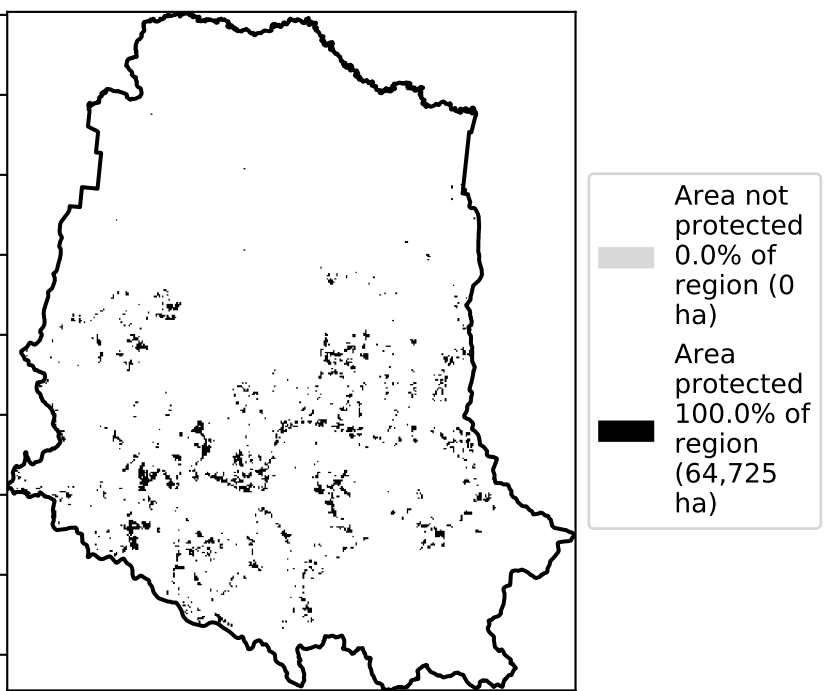 Area not
protected
0.0% of
region (0
ha)
Area
protected
100.0% of
region
(64,725
ha)